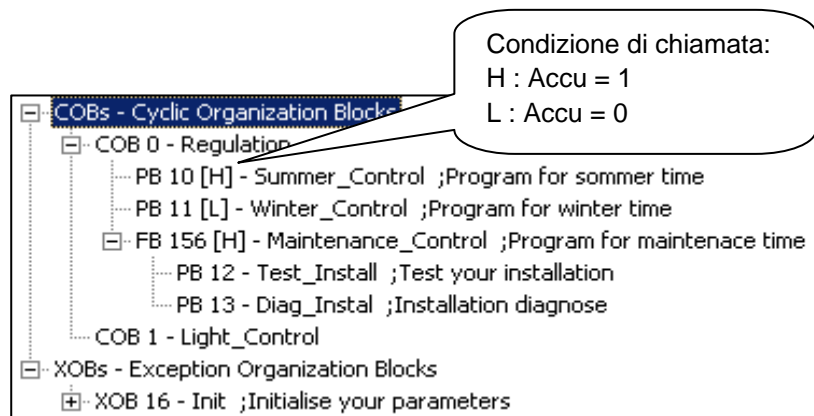 Condizione di chiamata:
H : Accu = 1
L : Accu = 0
COBs - Cyclic Organization Blocks
COB 0 - Regulation
PB 10 [H] - Summer_Control ;Program for sommer time
PB 11 [L] - Winter_Control ;Program for winter time
FB 156 [H] - Maintenance_Control ;Program for maintenace time
PB 12 - Test_Install ;Test your installation
PB 13 - Diag_Instal ;Installation diagnose
COB 1 - Light_Control
XOBs - Exception Organization Blocks
XOB 16 - Init ;Initialise your parameters